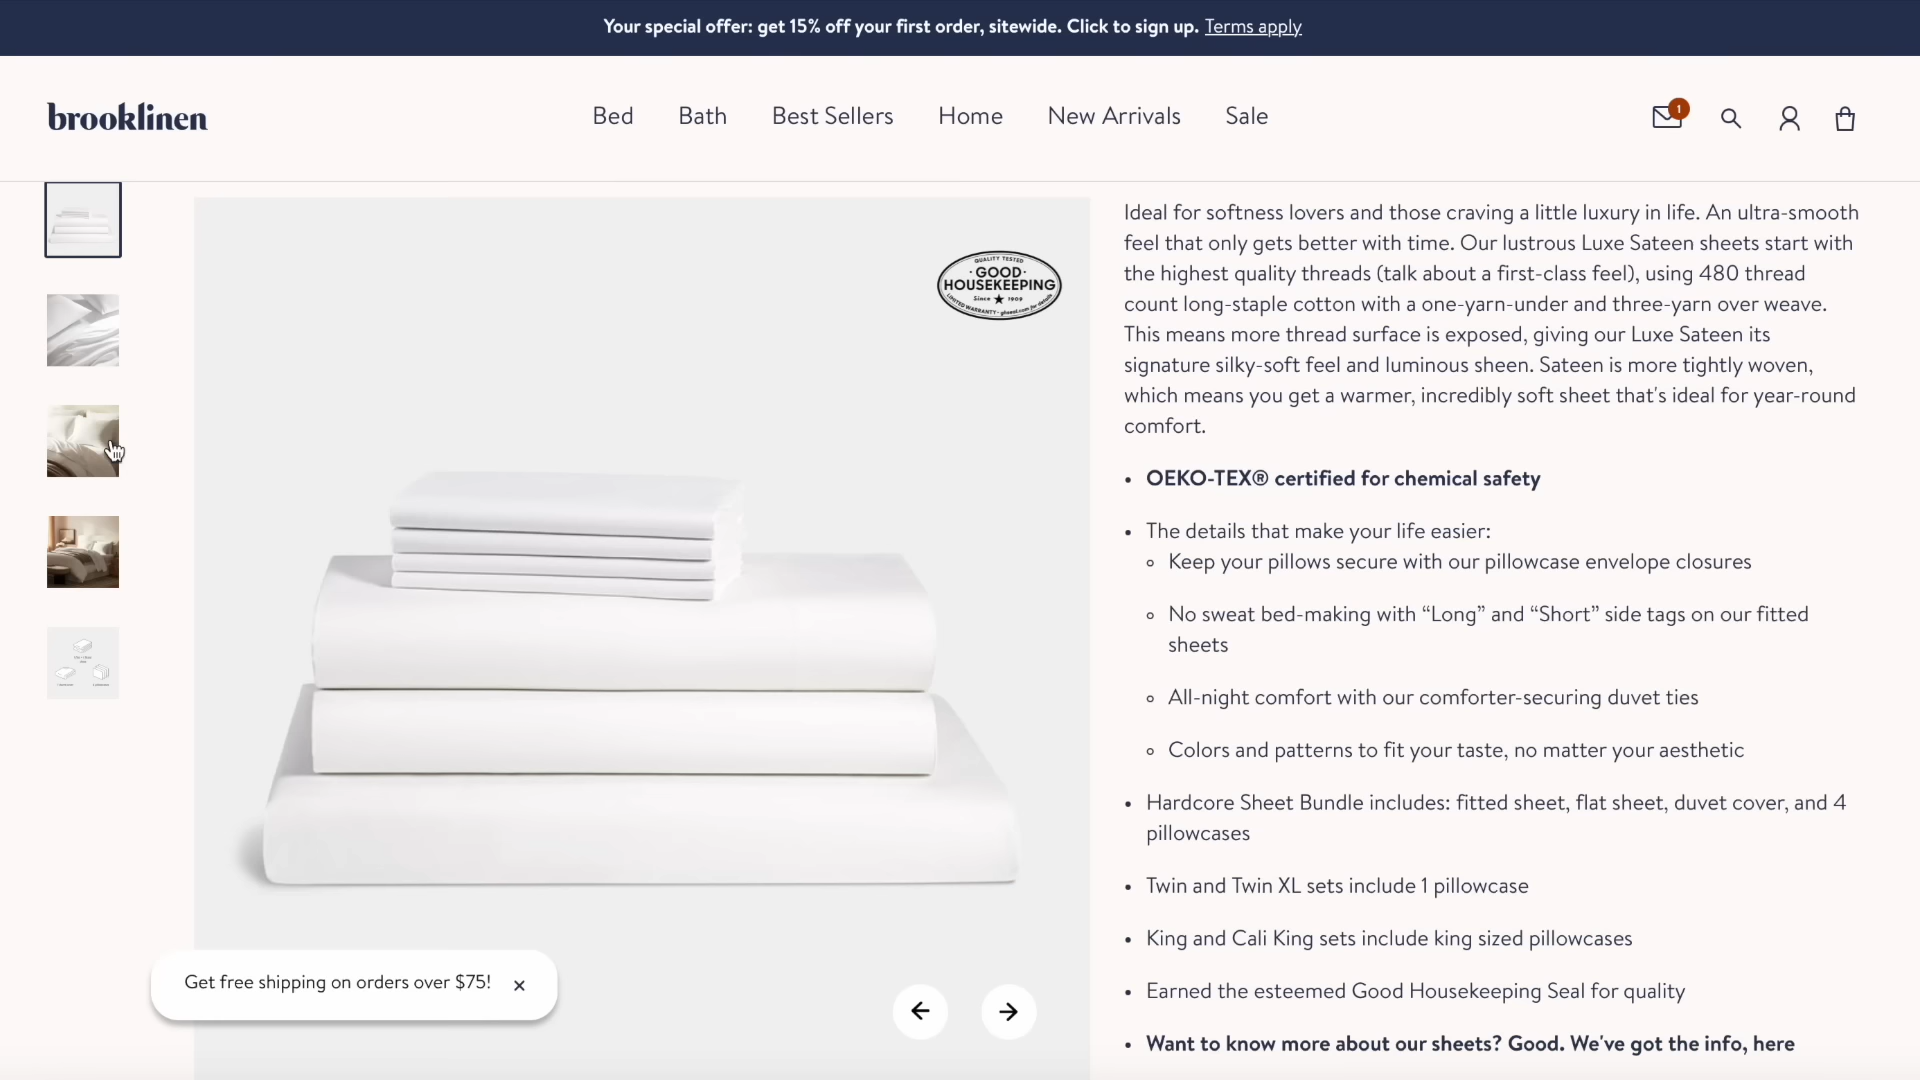 Your special offer: get 15% off your first order, sitewide. Click to sign up. Terms apply
brooklinen
Bed
Bath
Best Sellers
Home
New Arrivals
Sale
1
QUALITY TESTED
GOOD
HOUSEKEEPING
Since ★ 1909
LIMITED WARRANTY
Ideal for softness lovers and those craving a little luxury in life. An ultra-smooth
feel that only gets better with time. Our lustrous Luxe Sateen sheets start with
the highest quality threads (talk about a first-class feel), using 480 thread
count long-staple cotton with a one-yarn-under and three-yarn over weave.
This means more thread surface is exposed, giving our Luxe Sateen its
signature silky-soft feel and luminous sheen. Sateen is more tightly woven,
which means you get a warmer, incredibly soft sheet that's ideal for year-round
comfort.
• OEKO-TEX® certified for chemical safety
• The details that make your life easier:
Keep your pillows secure with our pillowcase envelope closures
No sweat bed-making with “Long” and “Short” side tags on our fitted
sheets
All-night comfort with our comforter-securing duvet ties
Colors and patterns to fit your taste, no matter your aesthetic
• Hardcore Sheet Bundle includes: fitted sheet, flat sheet, duvet cover, and 4
pillowcases
• Twin and Twin XL sets include 1 pillowcase
• King and Cali King sets include king sized pillowcases
• Earned the esteemed Good Housekeeping Seal for quality
• Want to know more about our sheets? Good. We've got the info, here
Get free shipping on orders over $75!